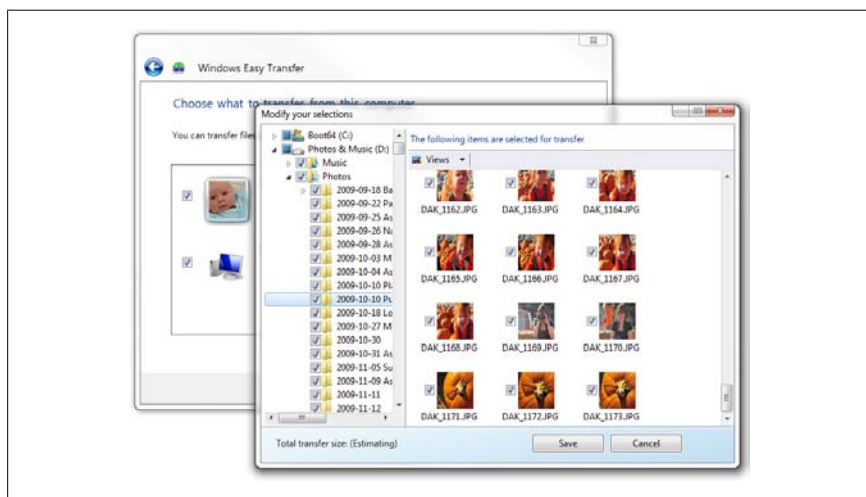 Windows Easy Transfer
Choose what to transfer from this computer
You can transfer files
Modify your selections
Boot64 (C:)
Photos & Music (D:)
Music
Photos
2009-09-18 Ba
2009-09-22 Pa
2009-09-25 As
2009-09-26 Na
2009-09-28 As
2009-10-03 M
2009-10-04 As
2009-10-10 Pl
2009-10-10 Pu
2009-10-18 Lo
2009-10-27 M
2009-10-30
2009-10-31 As
2009-11-05 Su
2009-11-09 As
2009-11-11
2009-11-12
The following items are selected for transfer
Views
DAK_1162.JPG DAK_1163.JPG DAK_1164.JPG
DAK_1165.JPG DAK_1166.JPG DAK_1167.JPG
DAK_1168.JPG DAK_1169.JPG DAK_1170.JPG
DAK_1171.JPG DAK_1172.JPG DAK_1173.JPG
Total transfer size: (Estimating)
Save Cancel